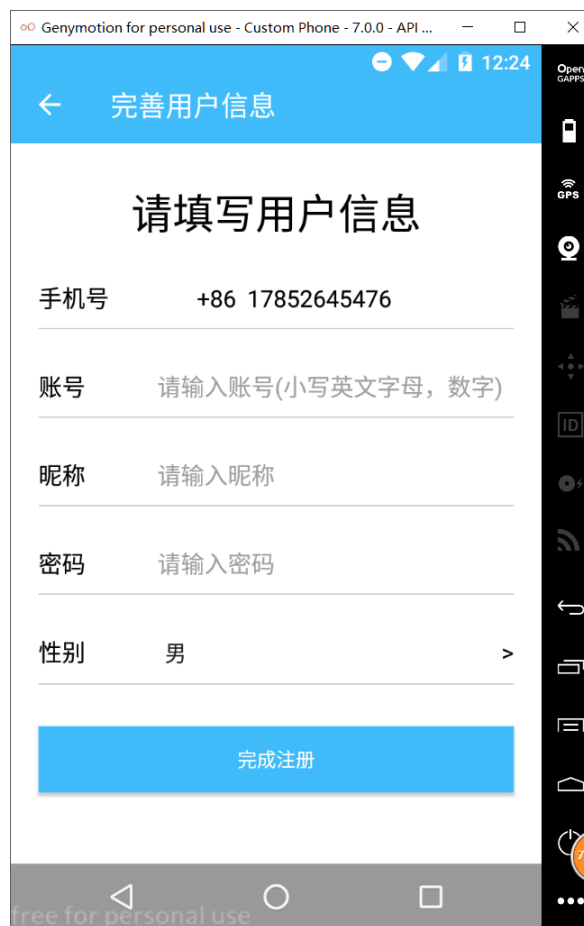 Genymotion for personal use - Custom Phone - 7.0.0 - API ...
12:24
完善用户信息
请填写用户信息
手机号 +86 17852645476
账号 请输入账号(小写英文字母，数字)
昵称 请输入昵称
密码 请输入密码
性别 男 >
完成注册
free for personal use
Open
GAPPS
GPS
ID
7